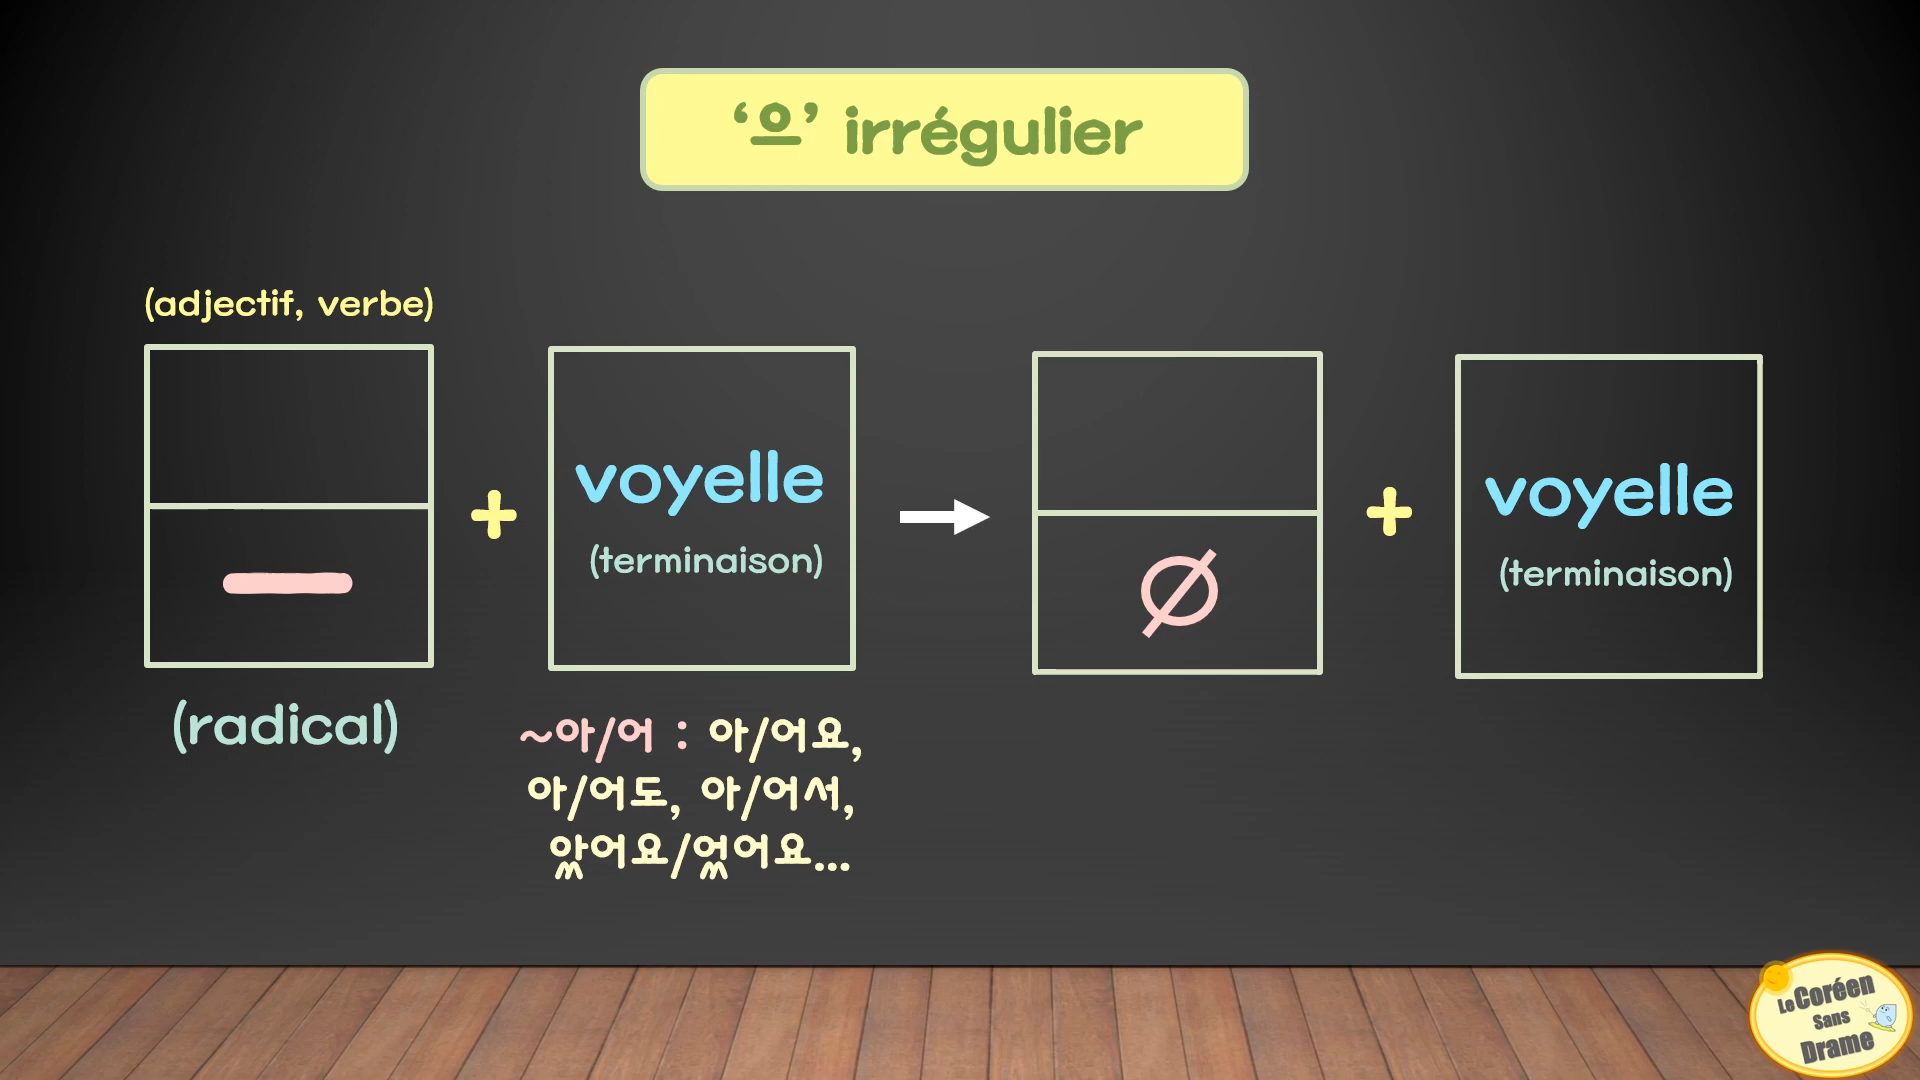 ‘으’ irrégulier
(adjectif, verbe)
ㅡ
+
voyelle
(terminaison)
Ø
+
voyelle
(terminaison)
(radical)
~아/어 : 아/어요,
아/어도, 아/어서,
았어요/었어요...
Le Coréen
Sans
Drame